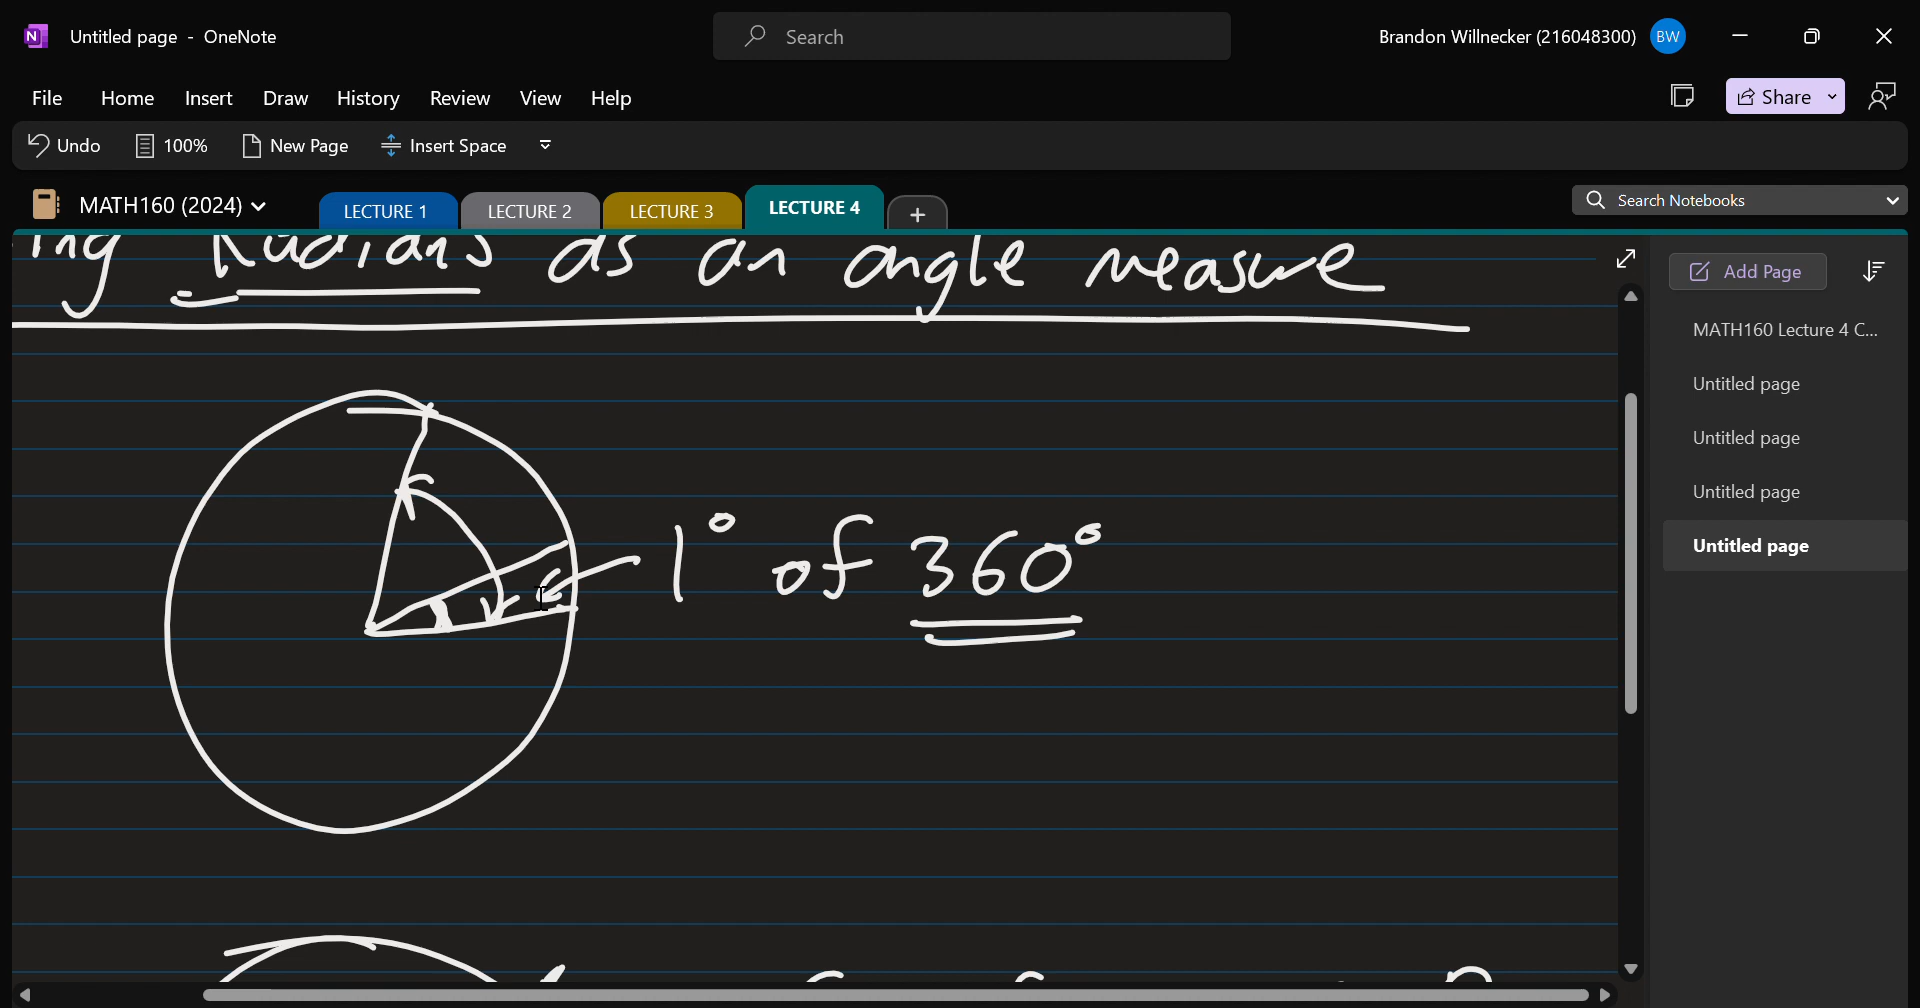 Untitled page - OneNote
Search
Brandon Willnecker (216048300)
BW
File Home Insert Draw History Review View Help
Share
Undo 100% New Page Insert Space
MATH160 (2024)
LECTURE 1
LECTURE 2
LECTURE 3
LECTURE 4
+
Search Notebooks
ing Radians as an angle measure
1° of 360°
Add Page
MATH160 Lecture 4 C...
Untitled page
Untitled page
Untitled page
Untitled page